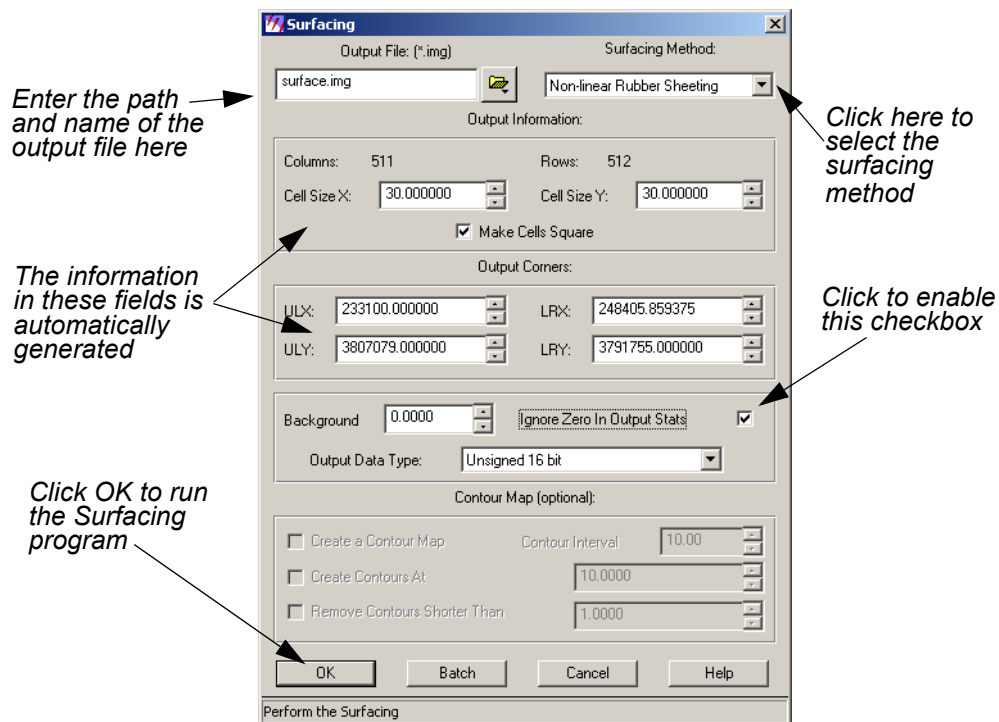 Surfacing
Output File: (*.img)
Surfacing Method:
surface.img
Non-linear Rubber Sheeting
Output Information:
Columns: 511
Rows: 512
Cell Size X: 30.000000
Cell Size Y: 30.000000
Make Cells Square
Output Corners:
ULX: 233100.000000
LRX: 248405.859375
ULY: 3807079.000000
LRY: 3791755.000000
Background 0.0000
Ignore Zero In Output Stats
Output Data Type: Unsigned 16 bit
Contour Map (optional):
Create a Contour Map
Contour Interval 10.00
Create Contours At 10.0000
Remove Contours Shorter Than 1.0000
OK
Batch
Cancel
Help
Perform the Surfacing
Enter the path
and name of the
output file here
Click here to
select the
surfacing
method
The information
in these fields is
automatically
generated
Click to enable
this checkbox
Click OK to run
the Surfacing
program